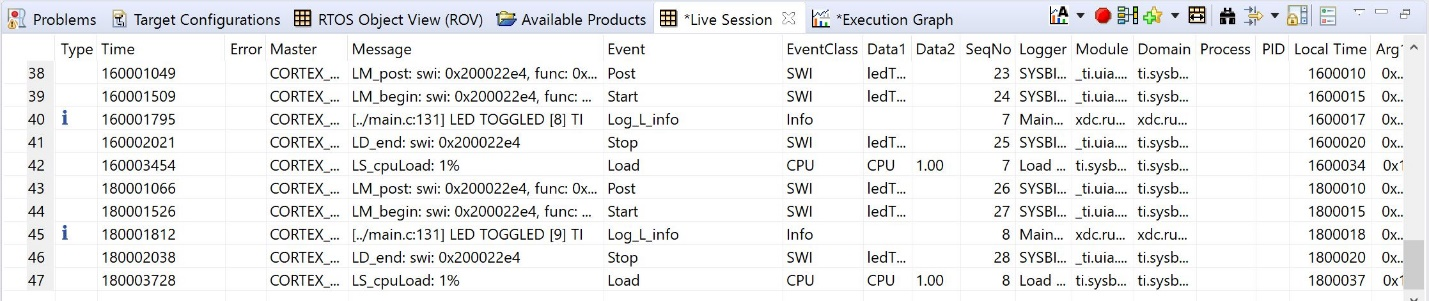 Problems Target Configurations RTOS Object View (ROV) Available Products *Live Session *Execution Graph
Type Time Error Master Message Event EventClass Data1 Data2 SeqNo Logger Module Domain Process PID Local Time Arg1
38 160001049 CORTEX_... LM_post: swi: 0x200022e4, func: 0x... Post SWI ledT... 23 SYSBI... _ti.uia.... ti.sysb... 1600010 0x..
39 160001509 CORTEX_... LM_begin: swi: 0x200022e4, func: ... Start SWI ledT... 24 SYSBI... _ti.uia.... ti.sysb... 1600015 0x..
40 i 160001795 CORTEX_... [../main.c:131] LED TOGGLED [8] TI Log_L_info Info 7 Main... xdc.ru... xdc.ru... 1600017 0x..
41 160002021 CORTEX_... LD_end: swi: 0x200022e4 Stop SWI ledT... 25 SYSBI... _ti.uia.... ti.sysb... 1600020 0x..
42 160003454 CORTEX_... LS_cpuLoad: 1% Load CPU CPU 1.00 7 Load ... ti.sysb... ti.sysb... 1600034 0x1
43 180001066 CORTEX_... LM_post: swi: 0x200022e4, func: 0x... Post SWI ledT... 26 SYSBI... _ti.uia.... ti.sysb... 1800010 0x..
44 180001526 CORTEX_... LM_begin: swi: 0x200022e4, func: ... Start SWI ledT... 27 SYSBI... _ti.uia.... ti.sysb... 1800015 0x..
45 i 180001812 CORTEX_... [../main.c:131] LED TOGGLED [9] TI Log_L_info Info 8 Main... xdc.ru... xdc.ru... 1800018 0x..
46 180002038 CORTEX_... LD_end: swi: 0x200022e4 Stop SWI ledT... 28 SYSBI... _ti.uia.... ti.sysb... 1800020 0x..
47 180003728 CORTEX_... LS_cpuLoad: 1% Load CPU CPU 1.00 8 Load ... ti.sysb... ti.sysb... 1800037 0x1